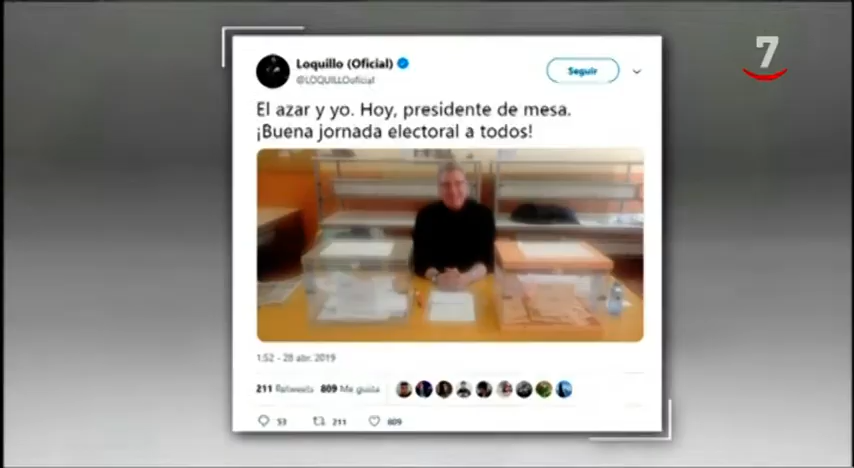 7
Loquillo (Oficial)
Seguir
@LOQUILLOoficial
El azar y yo. Hoy, presidente de mesa.
¡Buena jornada electoral a todos!
1:52 - 28 abr. 2019
211 Retweets 809 Me gusta
53 211 809